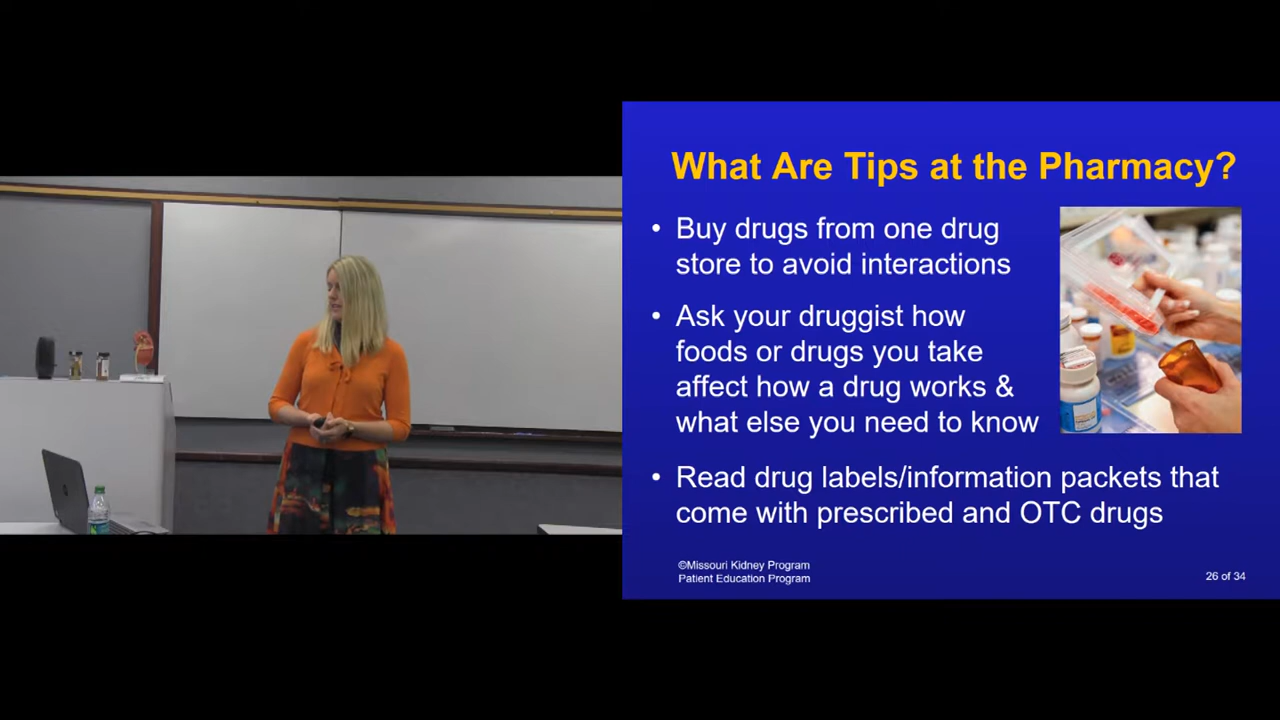 What Are Tips at the Pharmacy?
• Buy drugs from one drug
store to avoid interactions
• Ask your druggist how
foods or drugs you take
affect how a drug works &
what else you need to know
• Read drug labels/information packets that
come with prescribed and OTC drugs
©Missouri Kidney Program
Patient Education Program
26 of 34